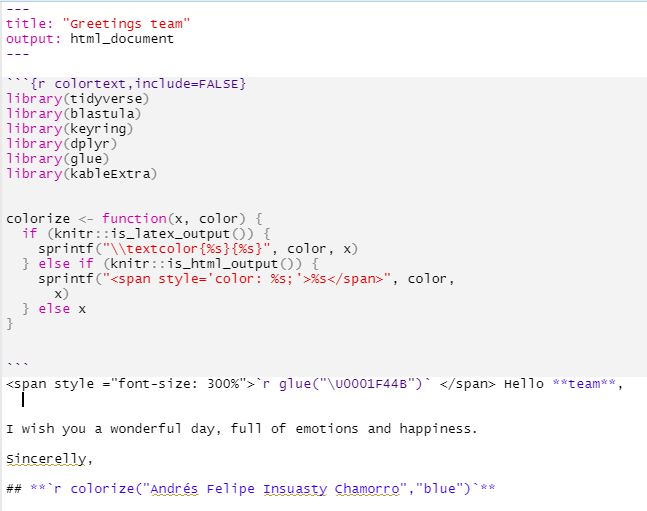 ---
title: "Greetings team"
output: html_document
---
```{r colortext,include=FALSE}
library(tidyverse)
library(blastula)
library(keyring)
library(dplyr)
library(glue)
library(kableExtra)
colorize <- function(x, color) {
  if (knitr::is_latex_output()) {
    sprintf("\\textcolor{%s}{%s}", color, x)
  } else if (knitr::is_html_output()) {
    sprintf("<span style='color: %s;'>%s</span>", color,
      x)
  } else x
}
```
<span style ="font-size: 300%">`r glue("\U0001F44B")` </span> Hello **team**,
I wish you a wonderful day, full of emotions and happiness.
Sincerelly,
## **`r colorize("Andrés Felipe Insuasty Chamorro","blue")`**